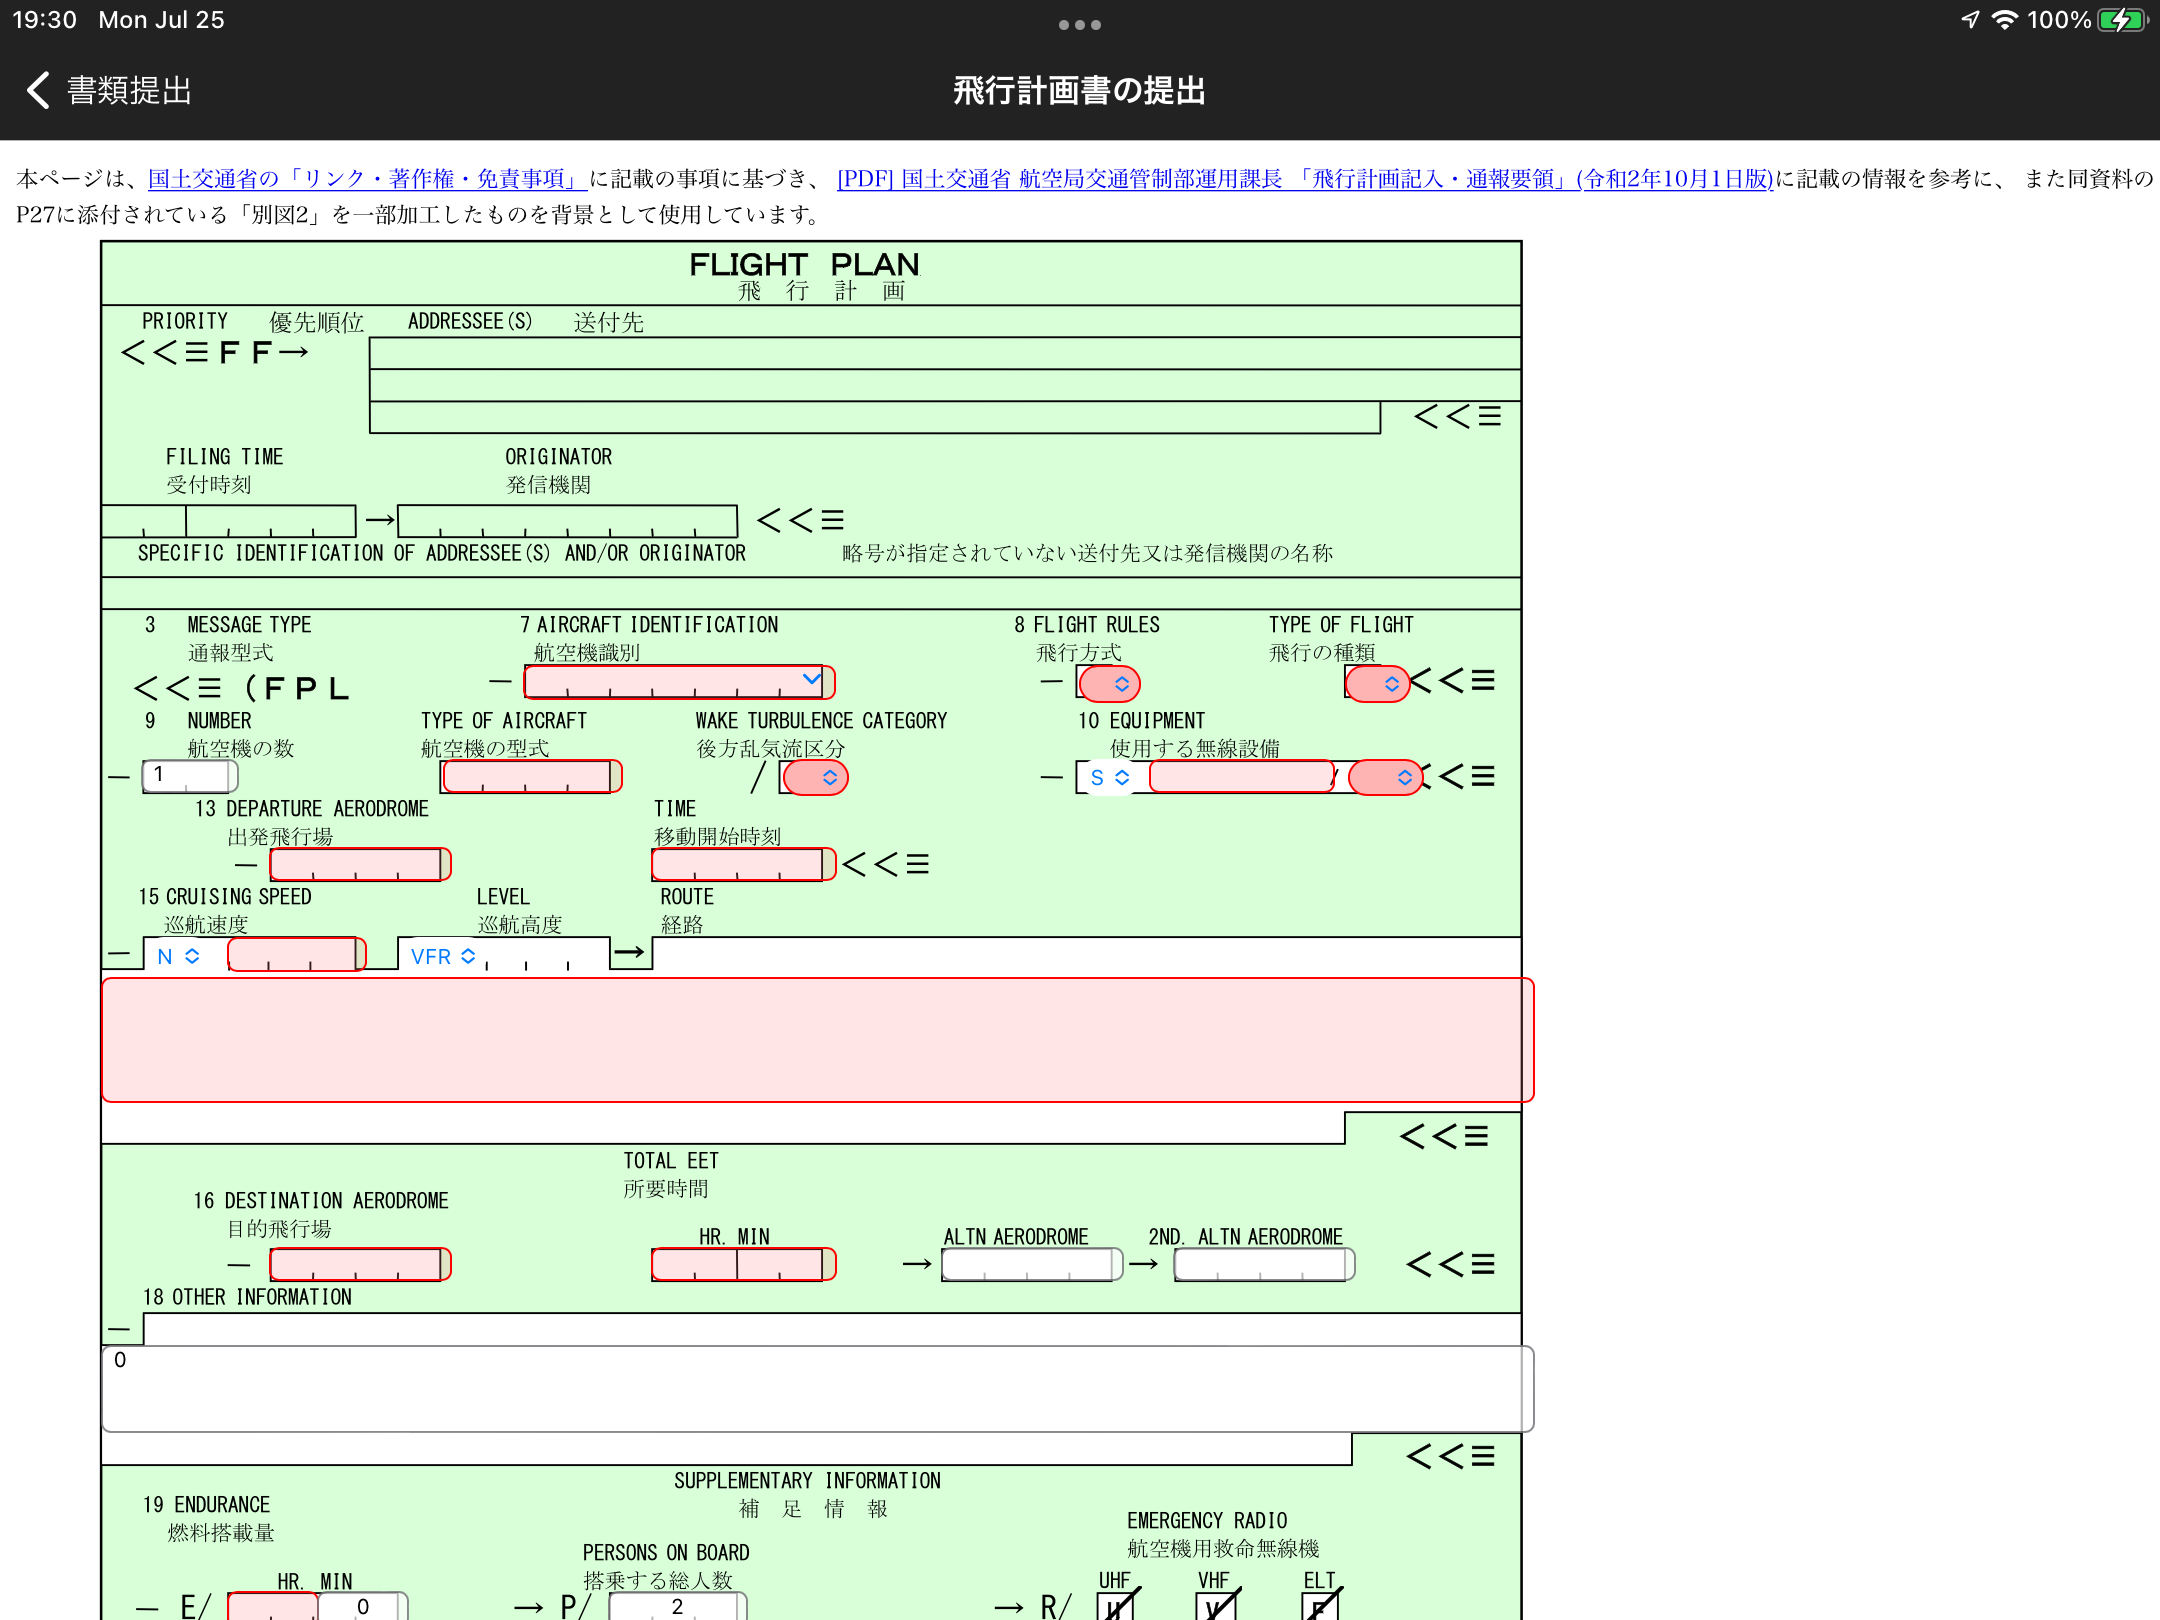 19:30 Mon Jul 25
100%
書類提出
飛行計画書の提出
本ページは、国土交通省の「リンク・著作権・免責事項」に記載の事項に基づき、 [PDF] 国土交通省 航空局交通管制部運用課長 「飛行計画記入・通報要領」(令和2年10月1日版)に記載の情報を参考に、 また同資料の
P27に添付されている「別図2」を一部加工したものを背景として使用しています。
FLIGHT PLAN
飛 行 計 画
PRIORITY 優先順位 ADDRESSEE(S) 送付先
<<≡FF→
<<≡
FILING TIME ORIGINATOR
受付時刻 発信機関
→ <<≡
SPECIFIC IDENTIFICATION OF ADDRESSEE(S) AND/OR ORIGINATOR 略号が指定されていない送付先又は発信機関の名称
3 MESSAGE TYPE 7 AIRCRAFT IDENTIFICATION 8 FLIGHT RULES TYPE OF FLIGHT
通報型式 航空機識別 飛行方式 飛行の種類
<<≡(FPL — — <<≡
9 NUMBER TYPE OF AIRCRAFT WAKE TURBULENCE CATEGORY 10 EQUIPMENT
航空機の数 航空機の型式 後方乱気流区分 使用する無線設備
— 1 / — S / <<≡
13 DEPARTURE AERODROME TIME
出発飛行場 移動開始時刻
— <<≡
15 CRUISING SPEED LEVEL ROUTE
巡航速度 巡航高度 経路
— N VFR →
<<≡
TOTAL EET
所要時間
16 DESTINATION AERODROME
目的飛行場
HR. MIN ALTN AERODROME 2ND. ALTN AERODROME
— → → <<≡
18 OTHER INFORMATION
—
0
<<≡
SUPPLEMENTARY INFORMATION
補 足 情 報
19 ENDURANCE
燃料搭載量
EMERGENCY RADIO
航空機用救命無線機
PERSONS ON BOARD
搭乗する総人数
HR. MIN UHF VHF ELT
— E/ 0 → P/ 2 → R/ U V E